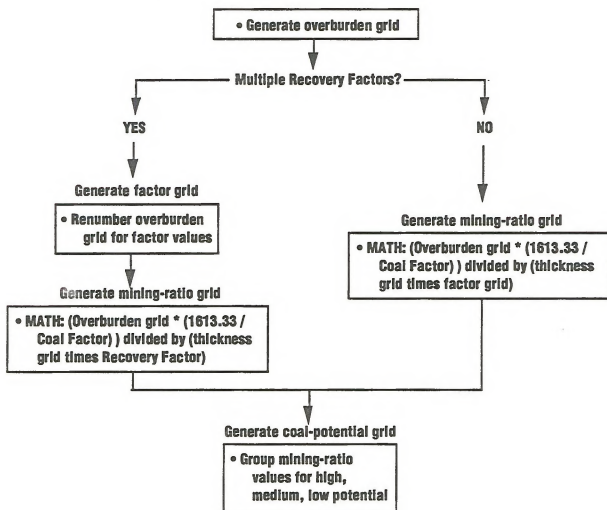 • Generate overburden grid
Multiple Recovery Factors?
YES
NO
Generate factor grid
• Renumber overburden
grid for factor values
Generate mining-ratio grid
• MATH: (Overburden grid * (1613.33 /
Coal Factor) ) divided by (thickness
grid times Recovery Factor)
Generate mining-ratio grid
• MATH: (Overburden grid * (1613.33 /
Coal Factor) ) divided by (thickness
grid times factor grid)
Generate coal-potential grid
• Group mining-ratio
values for high,
medium, low potential